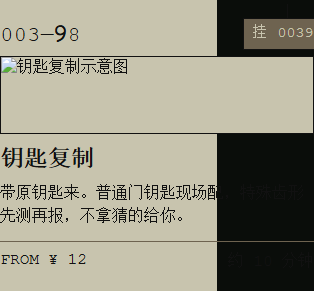 003—98
挂 0039
钥匙复制示意图
钥匙复制
带原钥匙来。普通门钥匙现场配
先测再报，不拿猜的给你。
FROM ¥ 12